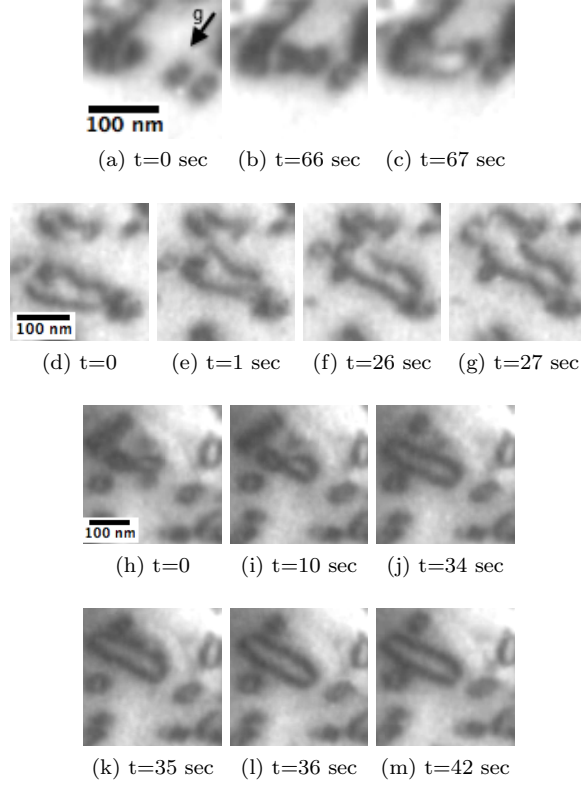 g
100 nm
(a) t=0 sec (b) t=66 sec (c) t=67 sec
100 nm
(d) t=0 (e) t=1 sec (f) t=26 sec (g) t=27 sec
100 nm
(h) t=0 (i) t=10 sec (j) t=34 sec
(k) t=35 sec (l) t=36 sec (m) t=42 sec